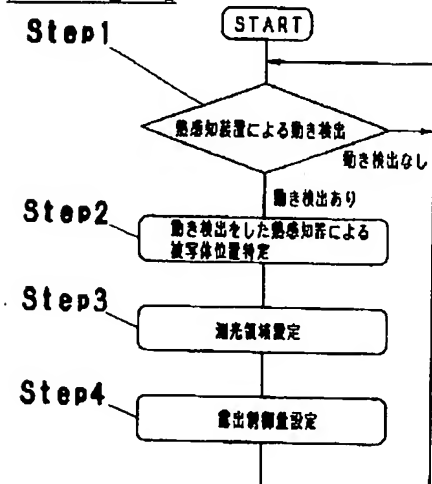 START
Step1
熱感知装置による動き検出
動き検出なし
動き検出あり
Step2
動き検出をした熱感知器による
被写体位置特定
Step3
測光領域設定
Step4
露出制御量設定